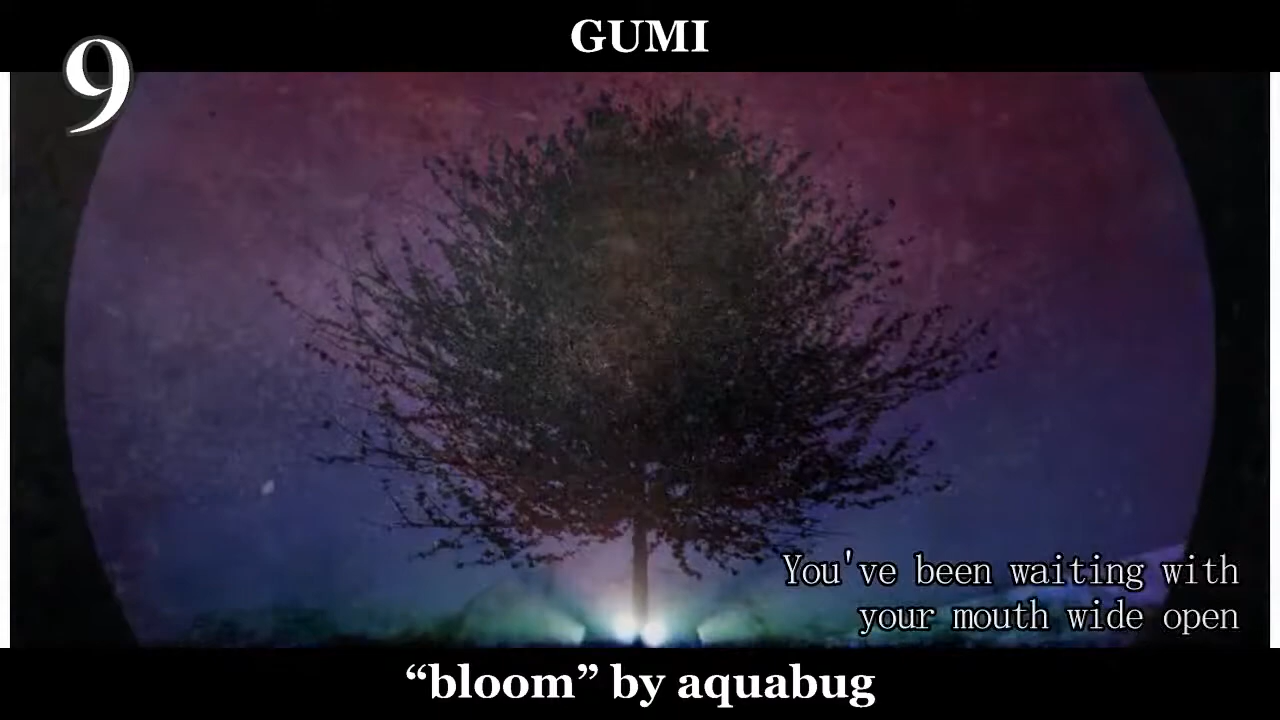 GUMI
9
You've been waiting with
your mouth wide open
“bloom” by aquabug